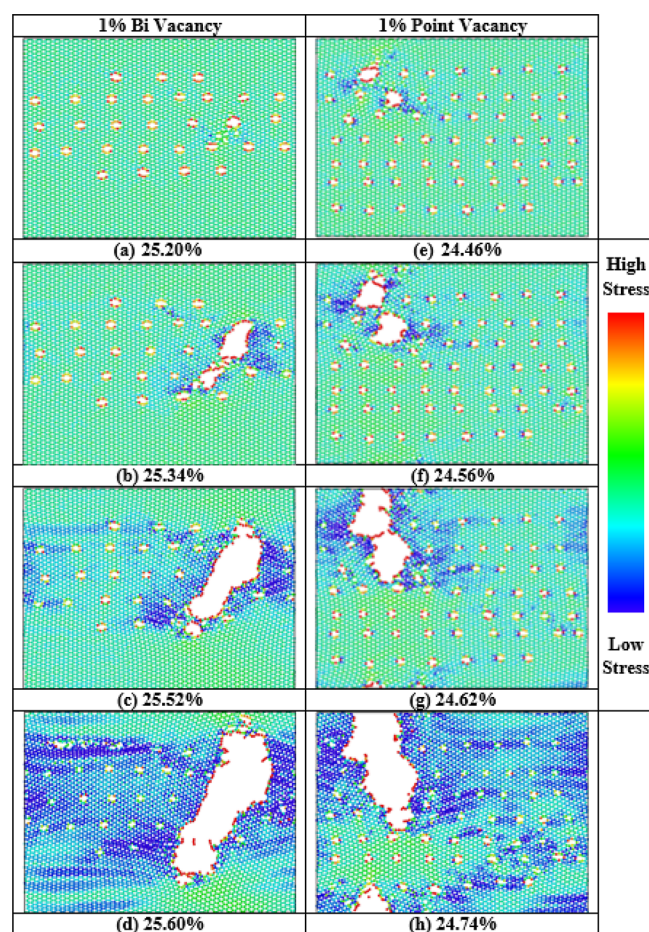 1% Bi Vacancy
1% Point Vacancy
(a) 25.20%
(e) 24.46%
(b) 25.34%
(f) 24.56%
(c) 25.52%
(g) 24.62%
(d) 25.60%
(h) 24.74%
High
Stress
Low
Stress